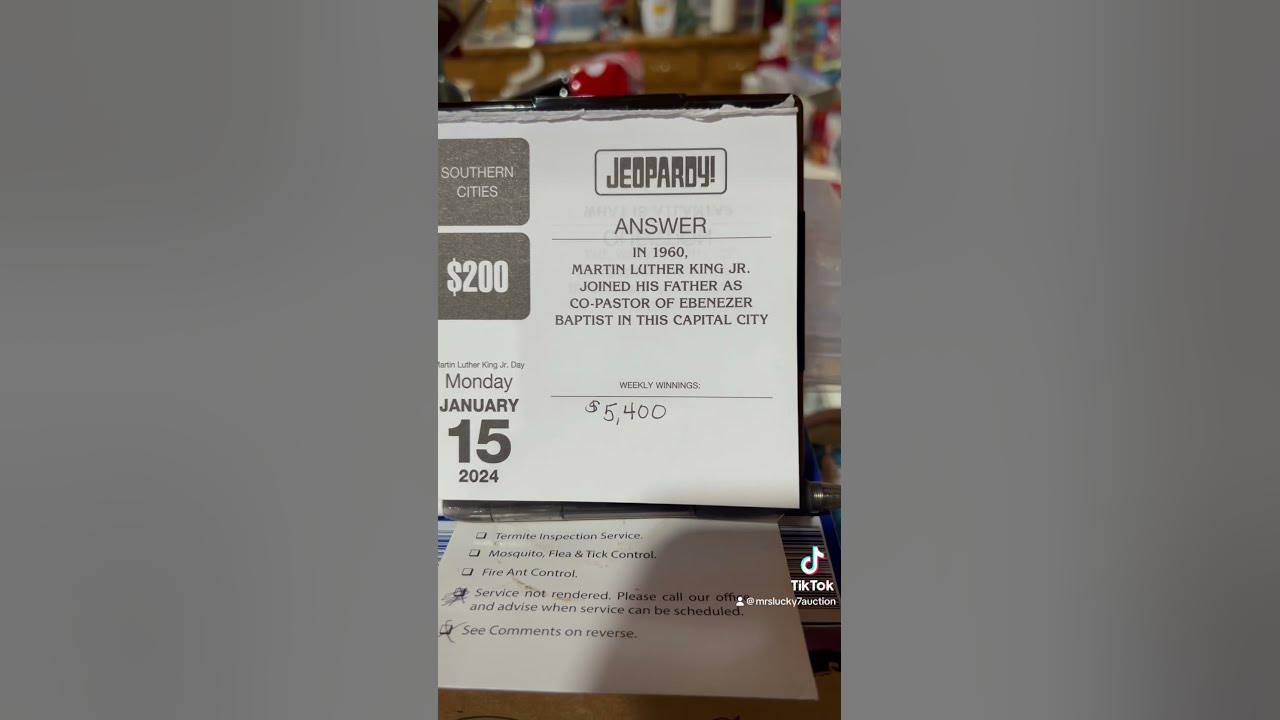 SOUTHERN
CITIES
$200
Martin Luther King Jr. Day
Monday
JANUARY
15
2024
JEOPARDY!
ANSWER
IN 1960,
MARTIN LUTHER KING JR.
JOINED HIS FATHER AS
CO-PASTOR OF EBENEZER
BAPTIST IN THIS CAPITAL CITY
WEEKLY WINNINGS:
$5,400
Termite Inspection Service.
Mosquito, Flea & Tick Control.
Fire Ant Control.
Service not rendered. Please call our office
and advise when service can be scheduled.
See Comments on reverse.
TikTok
@mrslucky7auction